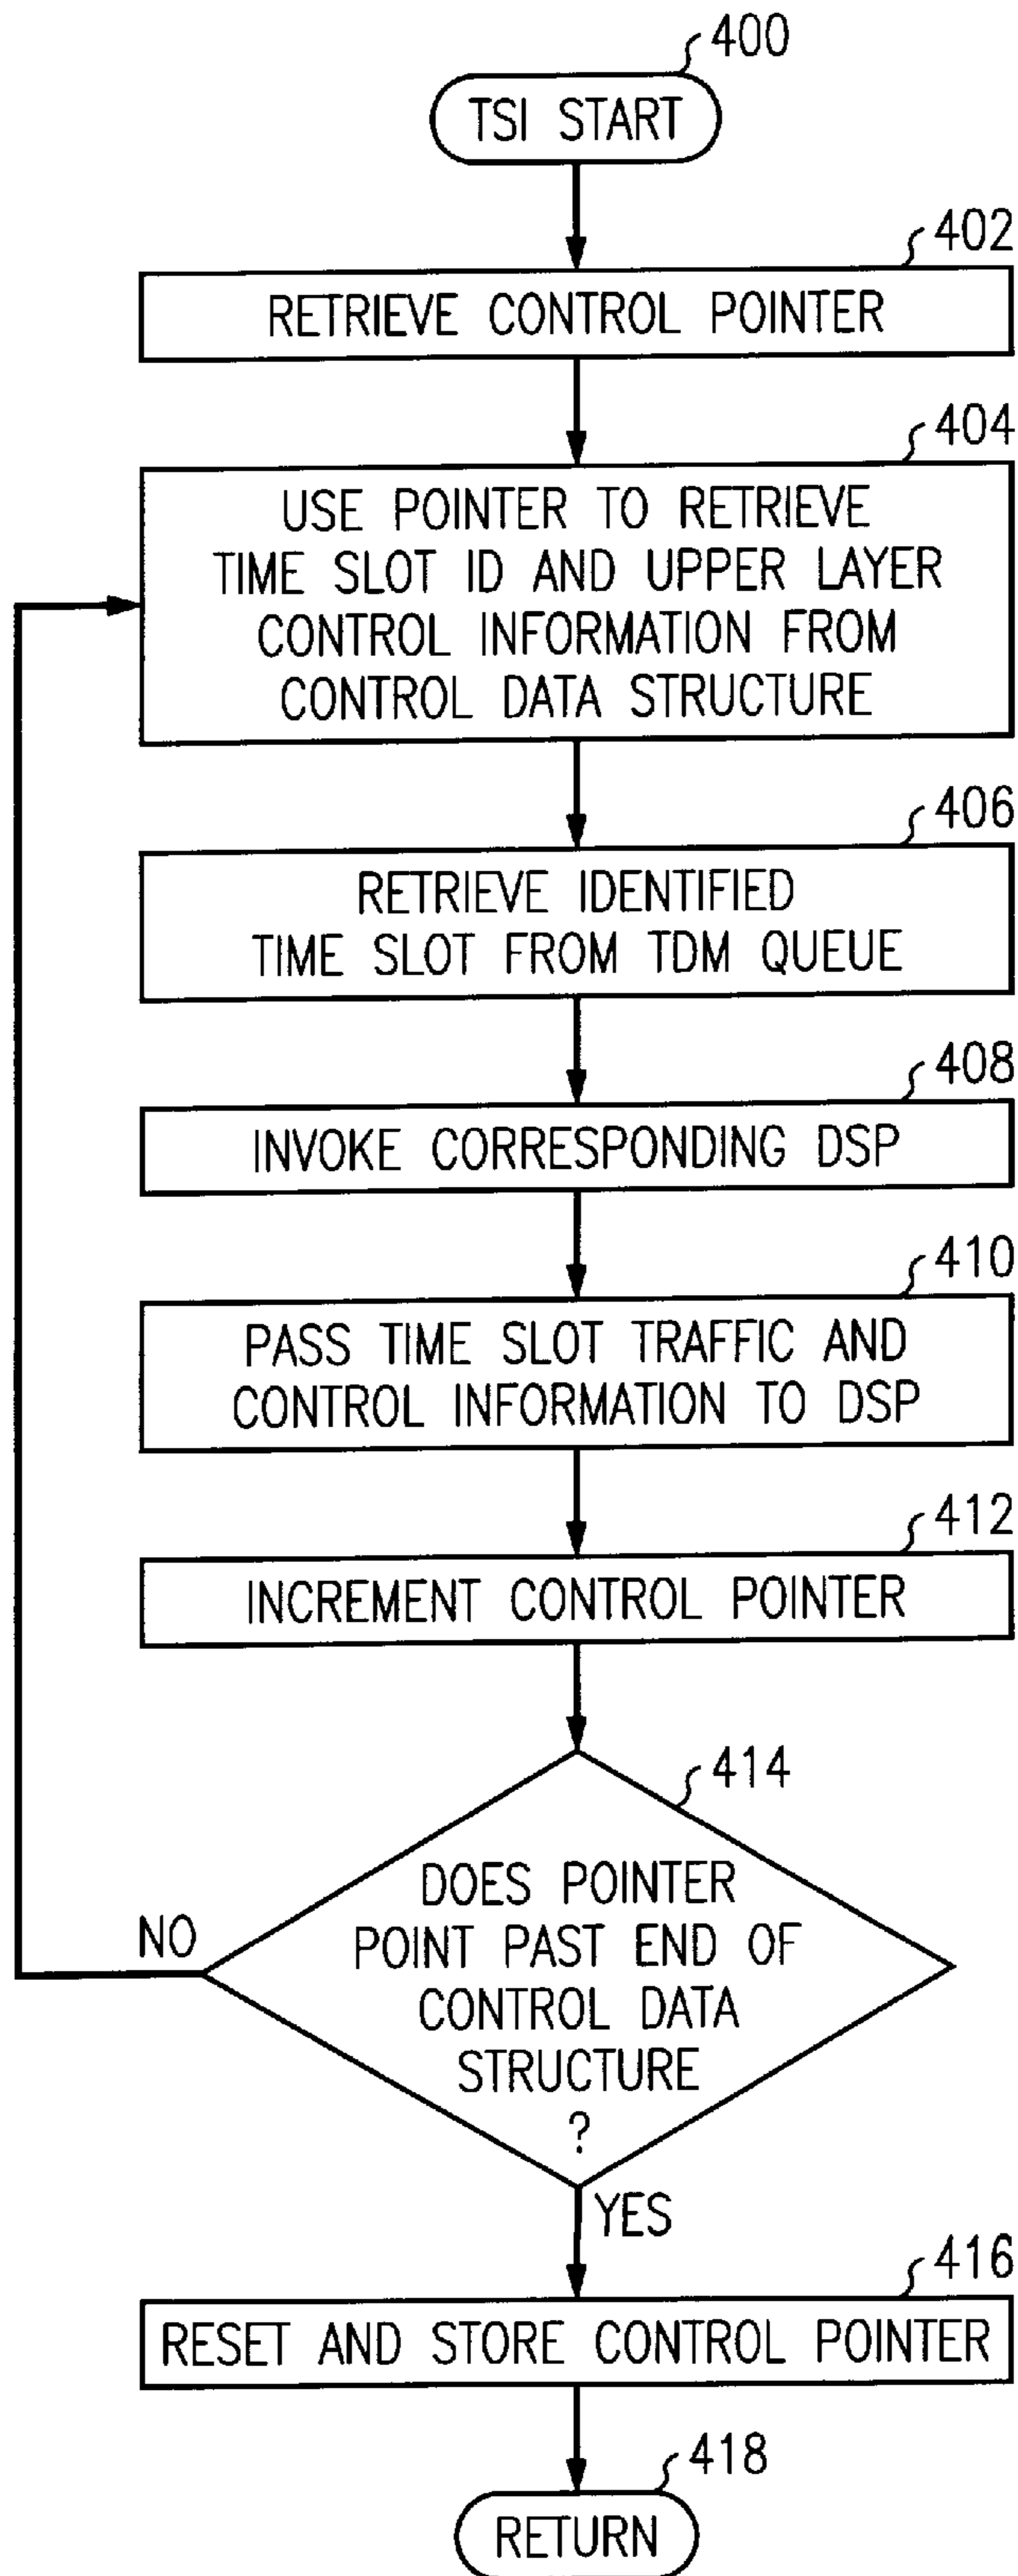 400
TSI START
402
RETRIEVE CONTROL POINTER
404
USE POINTER TO RETRIEVE
TIME SLOT ID AND UPPER LAYER
CONTROL INFORMATION FROM
CONTROL DATA STRUCTURE
406
RETRIEVE IDENTIFIED
TIME SLOT FROM TDM QUEUE
408
INVOKE CORRESPONDING DSP
410
PASS TIME SLOT TRAFFIC AND
CONTROL INFORMATION TO DSP
412
INCREMENT CONTROL POINTER
414
DOES POINTER
POINT PAST END OF
CONTROL DATA
STRUCTURE
?
NO
YES
416
RESET AND STORE CONTROL POINTER
418
RETURN